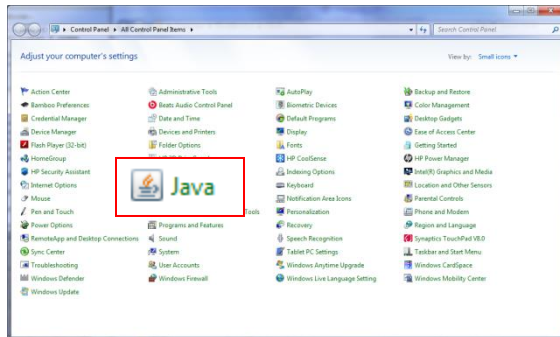 Control Panel ▸ All Control Panel Items ▸
Search Control Panel
Adjust your computer's settings
View by: Small icons
Action Center
Administrative Tools
AutoPlay
Backup and Restore
Bamboo Preferences
Beats Audio Control Panel
Biometric Devices
Color Management
Credential Manager
Date and Time
Default Programs
Desktop Gadgets
Device Manager
Devices and Printers
Display
Ease of Access Center
Flash Player (32-bit)
Folder Options
Fonts
Getting Started
HomeGroup
HP CoolSense
HP Power Manager
HP Security Assistant
Java
Indexing Options
Intel(R) Graphics and Media
Internet Options
Keyboard
Location and Other Sensors
Mouse
Notification Area Icons
Parental Controls
Pen and Touch
Tools
Personalization
Phone and Modem
Power Options
Programs and Features
Recovery
Region and Language
RemoteApp and Desktop Connections
Sound
Speech Recognition
Synaptics TouchPad V8.0
Sync Center
System
Tablet PC Settings
Taskbar and Start Menu
Troubleshooting
User Accounts
Windows Anytime Upgrade
Windows CardSpace
Windows Defender
Windows Firewall
Windows Live Language Setting
Windows Mobility Center
Windows Update